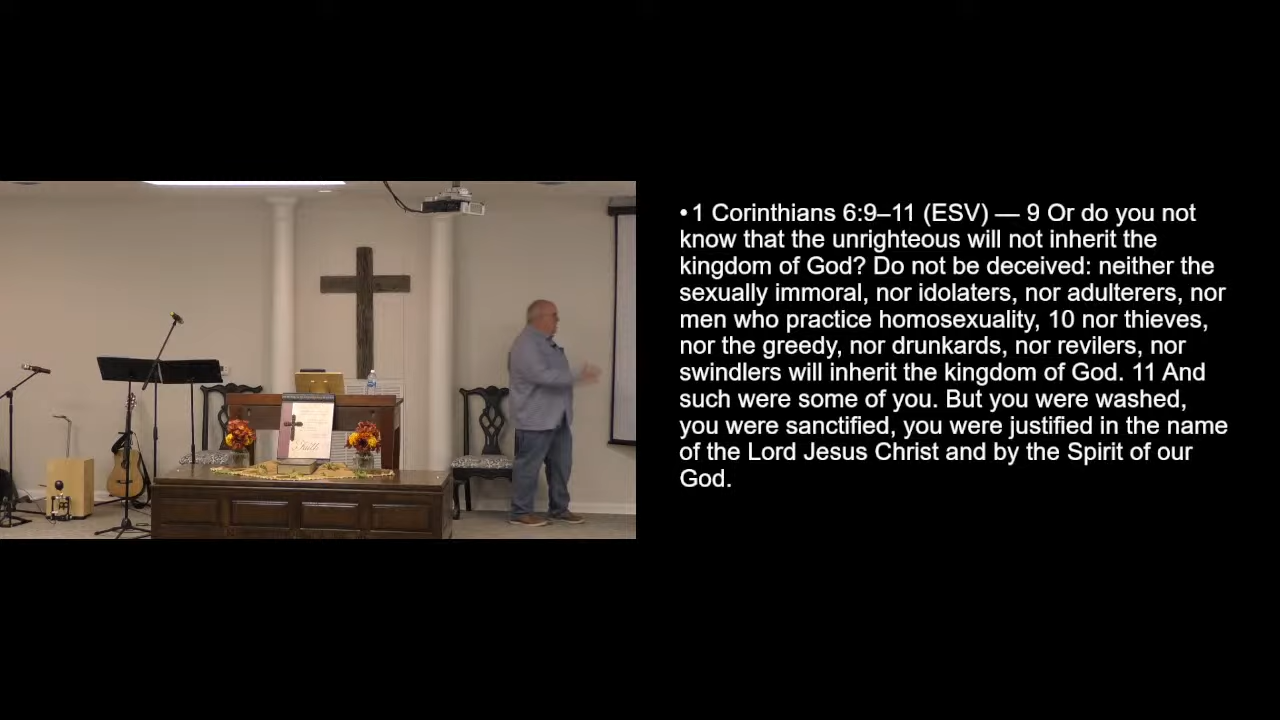 •1 Corinthians 6:9–11 (ESV) — 9 Or do you not
know that the unrighteous will not inherit the
kingdom of God? Do not be deceived: neither the
sexually immoral, nor idolaters, nor adulterers, nor
men who practice homosexuality, 10 nor thieves,
nor the greedy, nor drunkards, nor revilers, nor
swindlers will inherit the kingdom of God. 11 And
such were some of you. But you were washed,
you were sanctified, you were justified in the name
of the Lord Jesus Christ and by the Spirit of our
God.
Faith